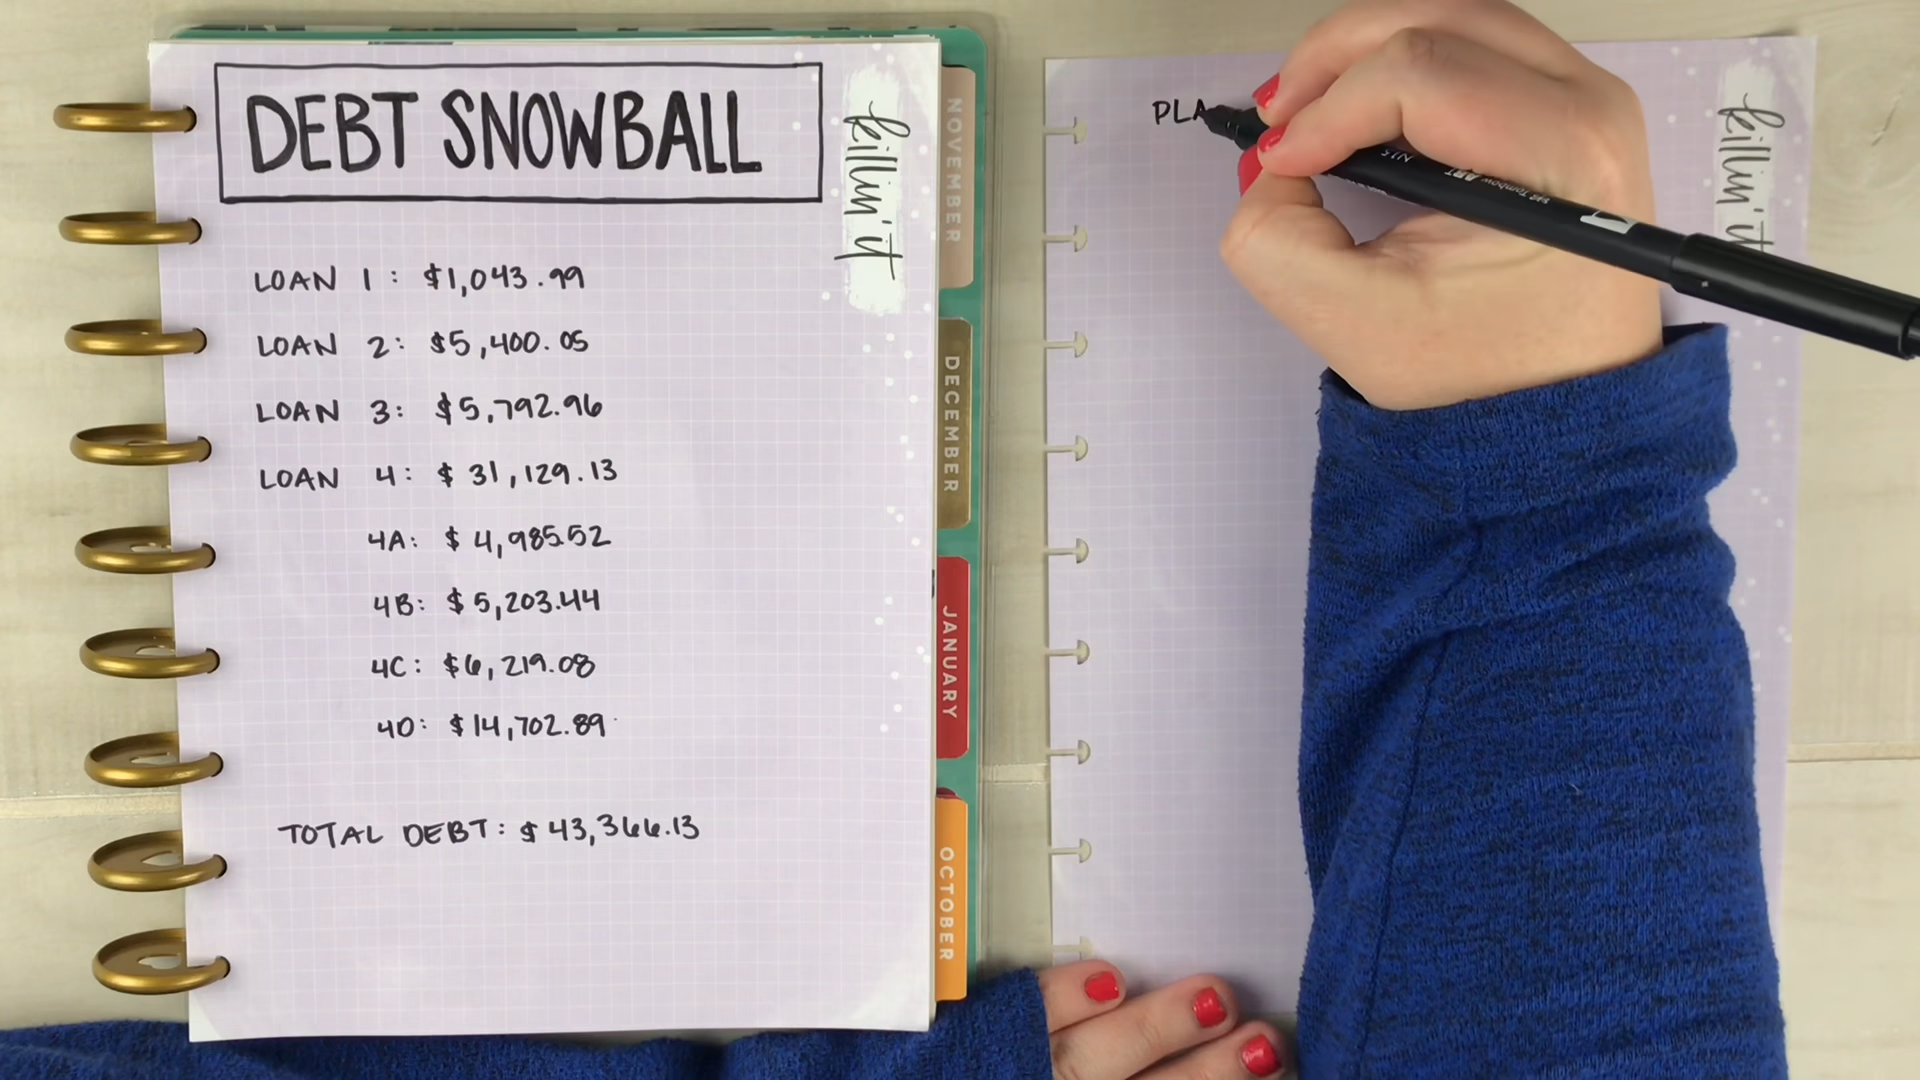 DEBT SNOWBALL
killin' it
LOAN 1: $1,043.99
LOAN 2: $5,400.05
LOAN 3: $5,792.96
LOAN 4: $31,129.13
4A: $4,985.52
4B: $5,203.44
4C: $6,219.08
4D: $14,702.89
TOTAL DEBT: $43,366.13
NOVEMBER
DECEMBER
JANUARY
OCTOBER
PLA
killin' it
N15
Tombow